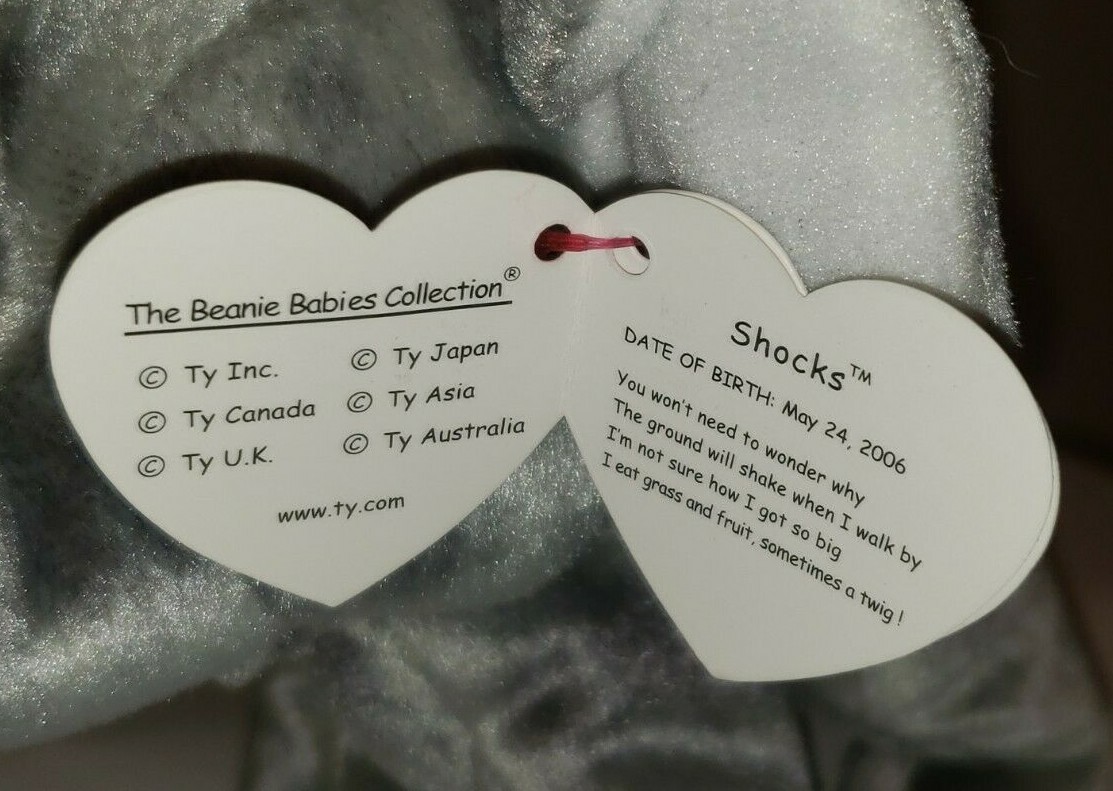 The Beanie Babies Collection®
© Ty Inc.
© Ty Canada
© Ty U.K.
© Ty Japan
© Ty Asia
© Ty Australia
www.ty.com
Shocks™
DATE OF BIRTH: May 24, 2006
You won't need to wonder why
The ground will shake when I walk by
I'm not sure how I got so big
I eat grass and fruit, sometimes a twig !